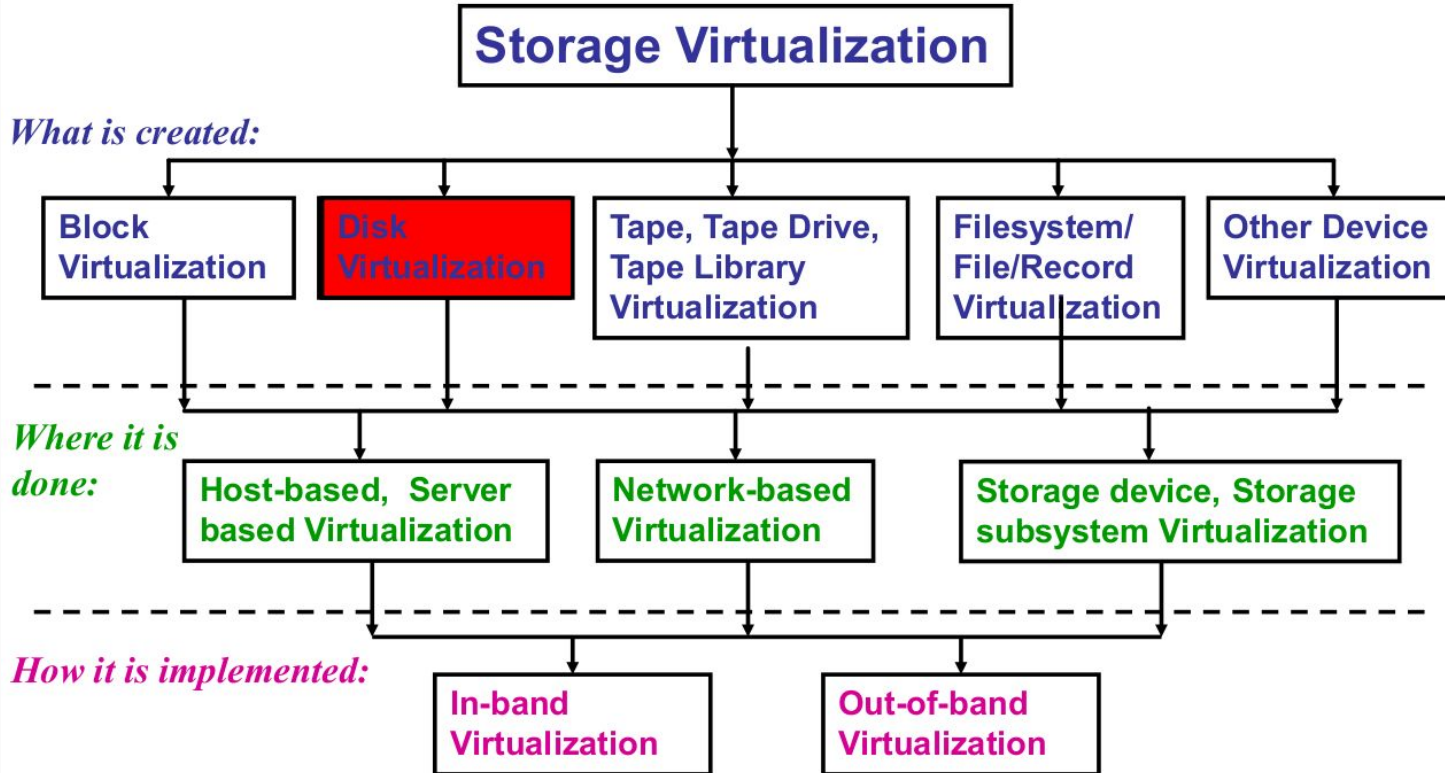 Storage Virtualization
What is created:
Block
Virtualization
Disk
Virtualization
Tape, Tape Drive,
Tape Library
Virtualization
Filesystem/
File/Record
Virtualization
Other Device
Virtualization
Where it is
done:
Host-based, Server
based Virtualization
Network-based
Virtualization
Storage device, Storage
subsystem Virtualization
How it is implemented:
In-band
Virtualization
Out-of-band
Virtualization